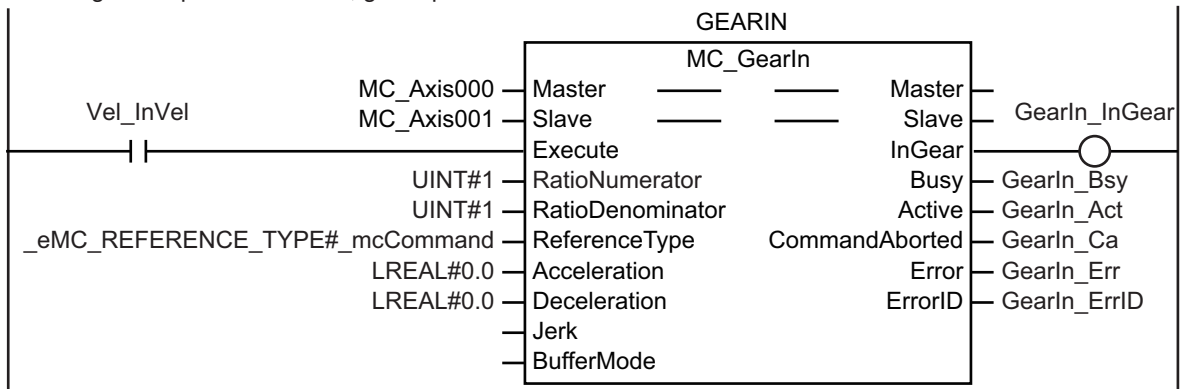 GEARIN
MC_GearIn
MC_Axis000 Master Master
Vel_InVel MC_Axis001 Slave Slave GearIn_InGear
Execute InGear
UINT#1 RatioNumerator Busy GearIn_Bsy
UINT#1 RatioDenominator Active GearIn_Act
_eMC_REFERENCE_TYPE#_mcCommand ReferenceType CommandAborted GearIn_Ca
LREAL#0.0 Acceleration Error GearIn_Err
LREAL#0.0 Deceleration ErrorID GearIn_ErrID
Jerk
BufferMode